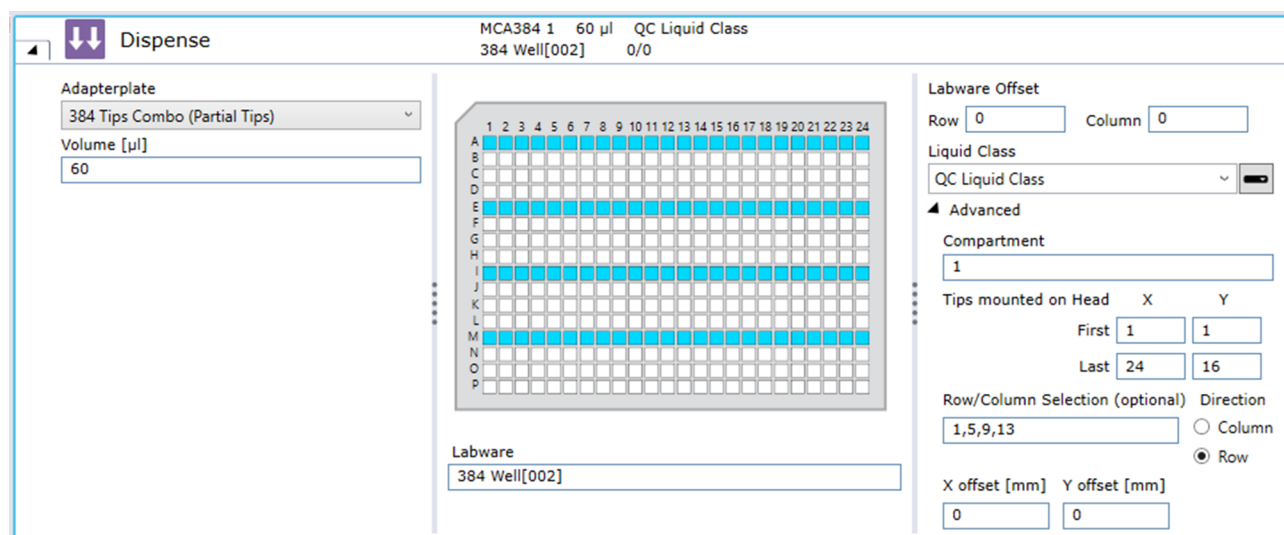 Dispense
MCA384 1 60 µl QC Liquid Class
384 Well[002] 0/0
Adapterplate
384 Tips Combo (Partial Tips)
Volume [µl]
60
1 2 3 4 5 6 7 8 9 10 11 12 13 14 15 16 17 18 19 20 21 22 23 24
A
B
C
D
E
F
G
H
I
J
K
L
M
N
O
P
Labware
384 Well[002]
Labware Offset
Row 0 Column 0
Liquid Class
QC Liquid Class
Advanced
Compartment
1
Tips mounted on Head X Y
First 1 1
Last 24 16
Row/Column Selection (optional) Direction
1,5,9,13 Column
Row
X offset [mm] Y offset [mm]
0 0